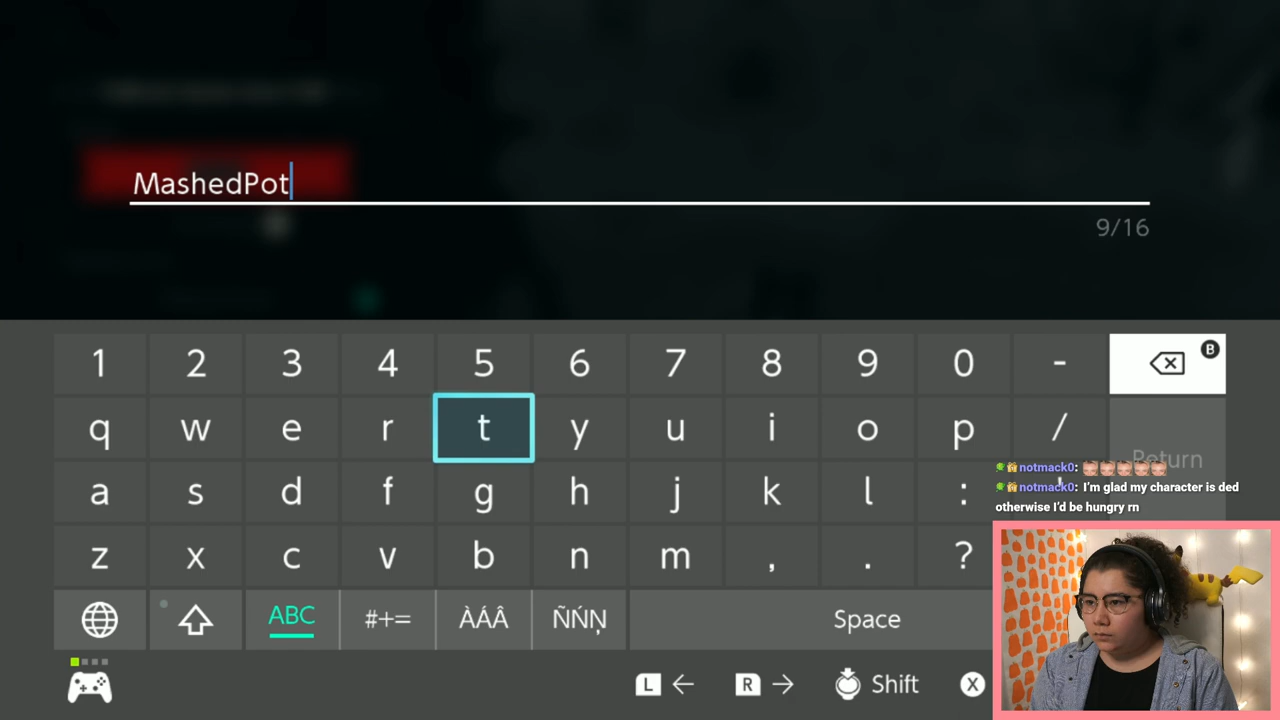 MashedPot
9/16
1 2 3 4 5 6 7 8 9 0 - B
q w e r t y u i o p /
Return
a s d f g h j k l : '
z x c v b n m , . ?
ABC #+= ÀÁÂ ÑŃŅ Space
L ← R → Shift X
notmack0:
notmack0: I'm glad my character is ded
otherwise I'd be hungry rn